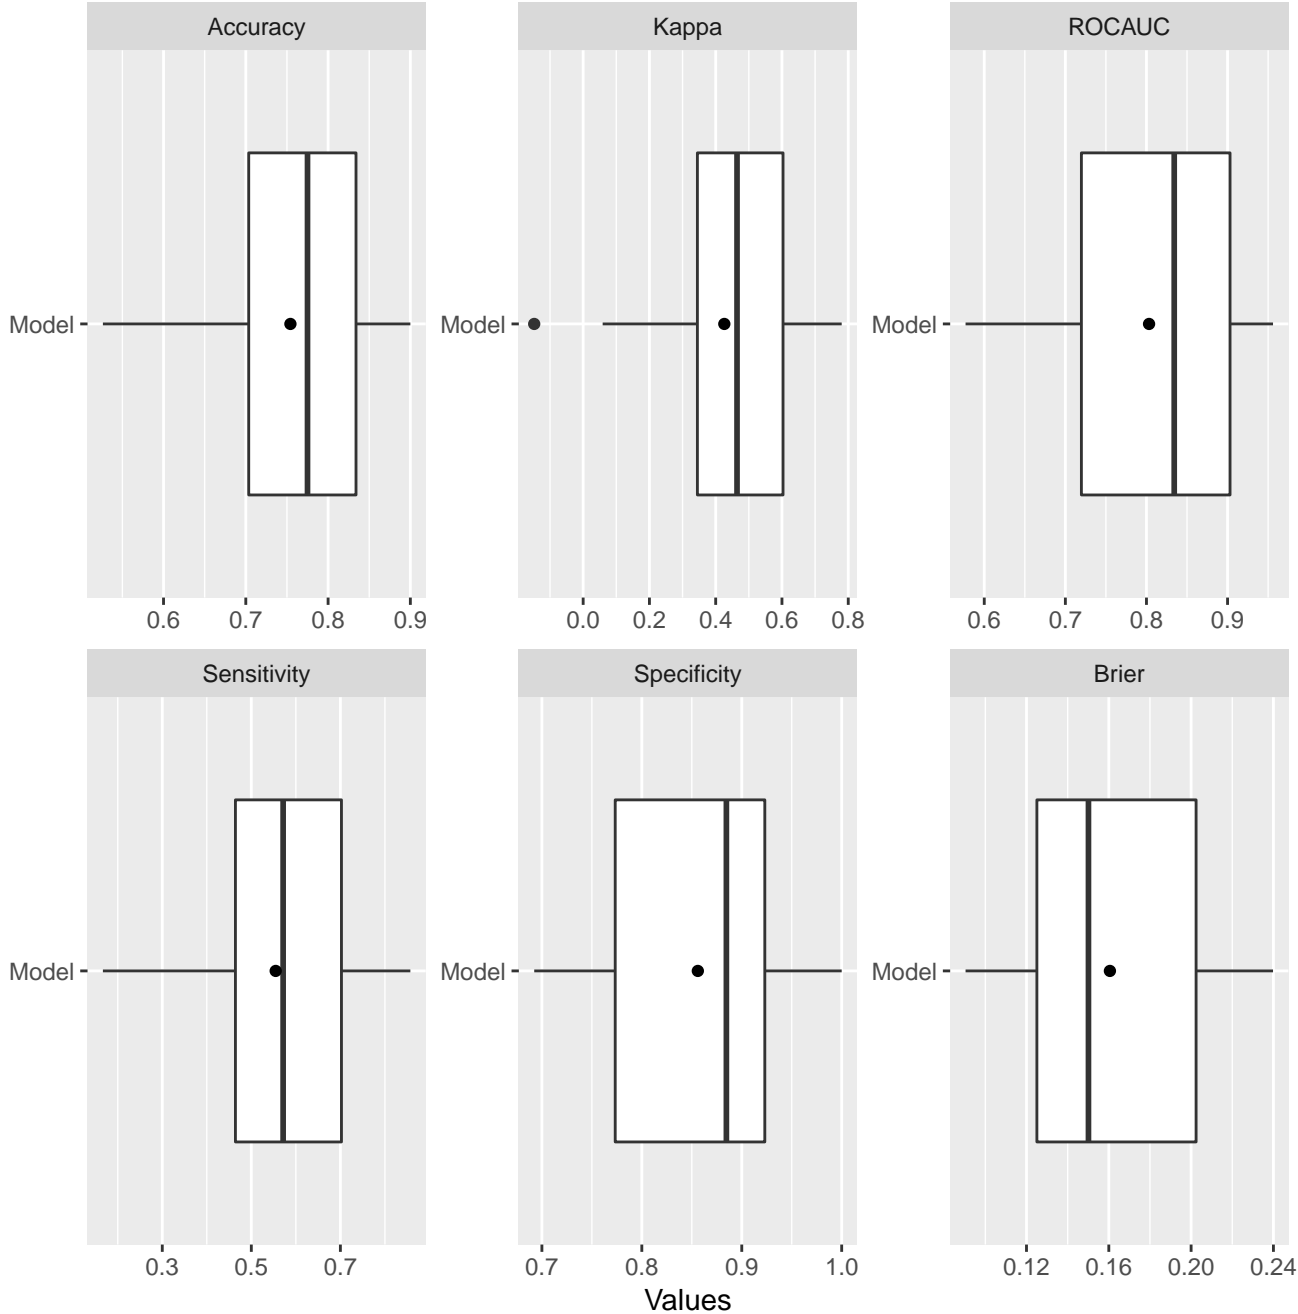 Accuracy
Kappa
ROCAUC
Model
Model
Model
0.6 0.7 0.8 0.9
0.0 0.2 0.4 0.6 0.8
0.6 0.7 0.8 0.9
Sensitivity
Specificity
Brier
Model
Model
Model
0.3 0.5 0.7
0.7 0.8 0.9 1.0
0.12 0.16 0.20 0.24
Values